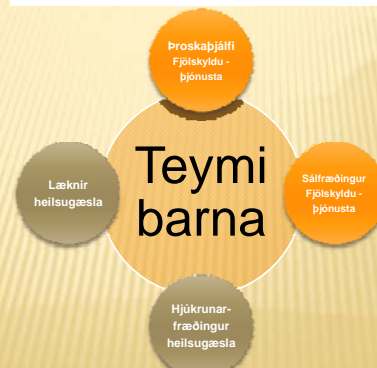 Þroskaþjálfi
Fjölskyldu -
þjónusta
Læknir
heilsugæsla
Teymi
barna
Sálfræðingur
Fjölskyldu -
þjónusta
Hjúkrunar-
fræðingur
heilsugæsla